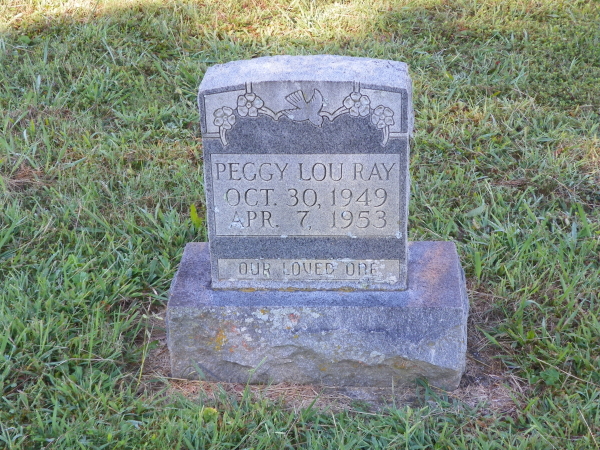 PEGGY LOU RAY
OCT. 30, 1949
APR. 7, 1953
OUR LOVED ONE